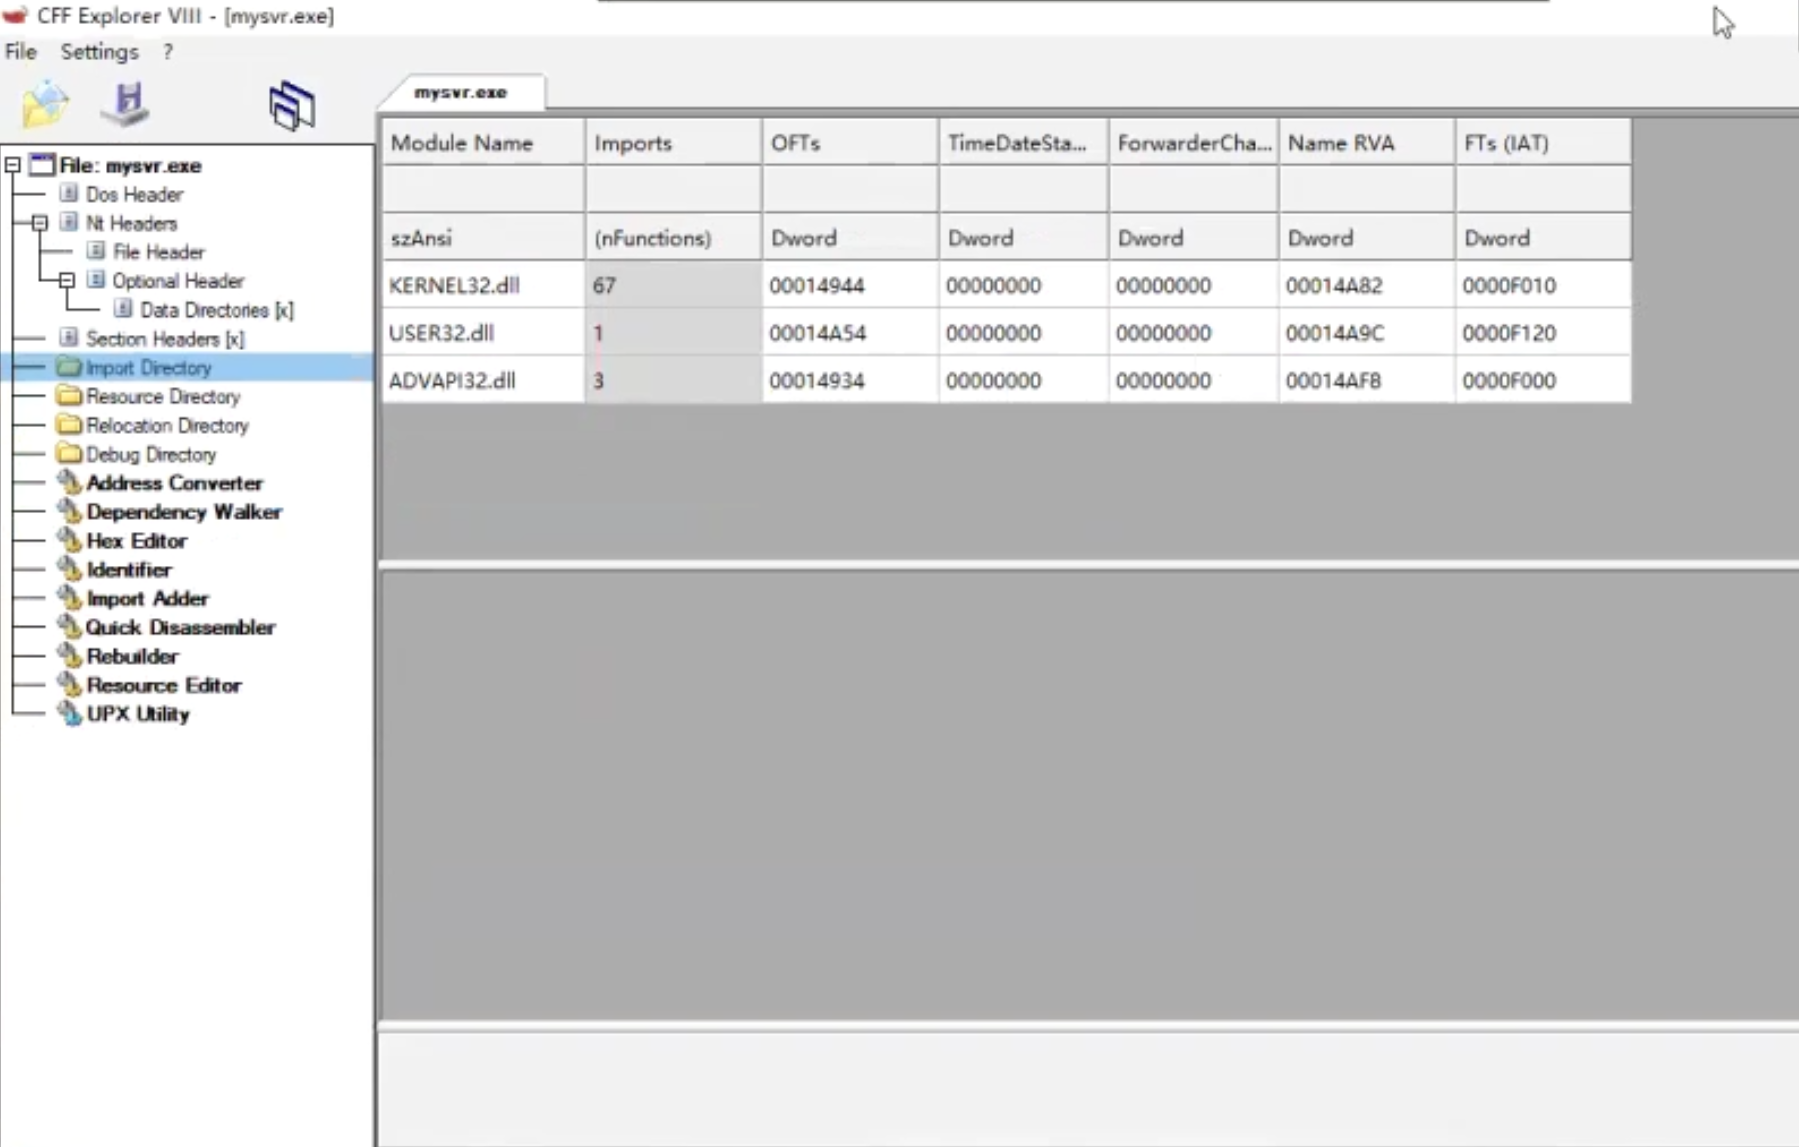 CFF Explorer VIII - [mysvr.exe]
File Settings ?
mysvr.exe
File: mysvr.exe
Dos Header
Nt Headers
File Header
Optional Header
Data Directories [x]
Section Headers [x]
Import Directory
Resource Directory
Relocation Directory
Debug Directory
Address Converter
Dependency Walker
Hex Editor
Identifier
Import Adder
Quick Disassembler
Rebuilder
Resource Editor
UPX Utility
Module Name Imports OFTs TimeDateSta... ForwarderCha... Name RVA FTs (IAT)
szAnsi (nFunctions) Dword Dword Dword Dword Dword
KERNEL32.dll 67 00014944 00000000 00000000 00014A82 0000F010
USER32.dll 1 00014A54 00000000 00000000 00014A9C 0000F120
ADVAPI32.dll 3 00014934 00000000 00000000 00014AF8 0000F000